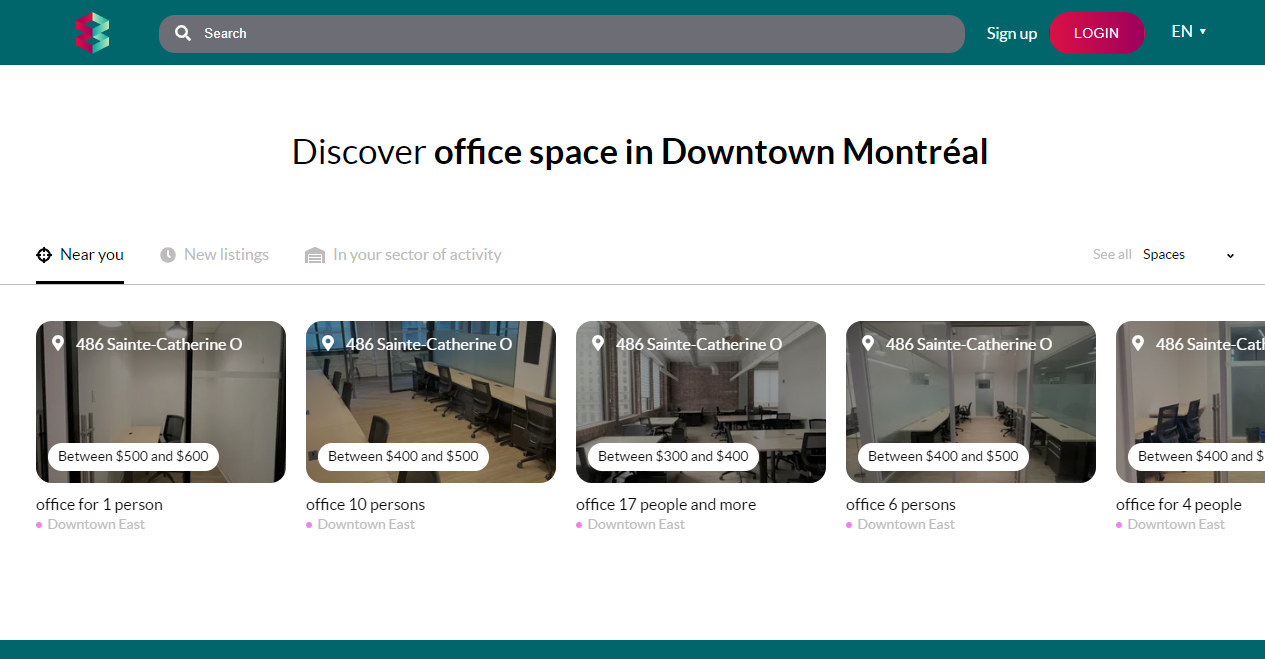 Search
Sign up
LOGIN
EN
Discover office space in Downtown Montréal
Near you
New listings
In your sector of activity
See all Spaces
486 Sainte-Catherine O
Between $500 and $600
office for 1 person
Downtown East
486 Sainte-Catherine O
Between $400 and $500
office 10 persons
Downtown East
486 Sainte-Catherine O
Between $300 and $400
office 17 people and more
Downtown East
486 Sainte-Catherine O
Between $400 and $500
office 6 persons
Downtown East
486 Sainte-Cath
Between $400 and $
office for 4 people
Downtown East